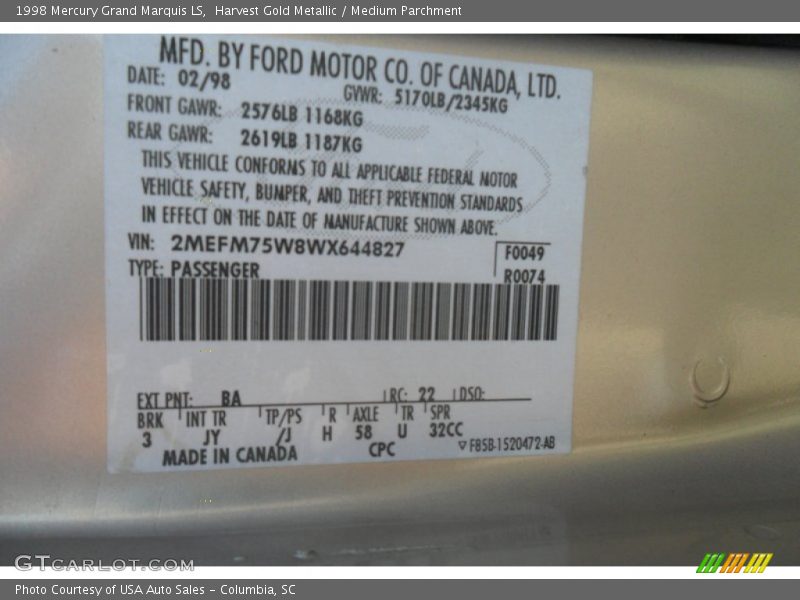 1998 Mercury Grand Marquis LS, Harvest Gold Metallic / Medium Parchment
MFD. BY FORD MOTOR CO. OF CANADA, LTD.
DATE: 02/98 GVWR: 5170LB/2345KG
FRONT GAWR: 2576LB 1168KG
REAR GAWR: 2619LB 1187KG
THIS VEHICLE CONFORMS TO ALL APPLICABLE FEDERAL MOTOR
VEHICLE SAFETY, BUMPER, AND THEFT PREVENTION STANDARDS
IN EFFECT ON THE DATE OF MANUFACTURE SHOWN ABOVE.
VIN: 2MEFM75W8WX644827 F0049
TYPE: PASSENGER R0074
EXT PNT: BA RC: 22 DSO:
BRK INT TR TP/PS R AXLE TR SPR
3 JY /J H 58 U 32CC
MADE IN CANADA CPC ▽F85B-1520472-AB
GTCARLOT.COM
Photo Courtesy of USA Auto Sales - Columbia, SC